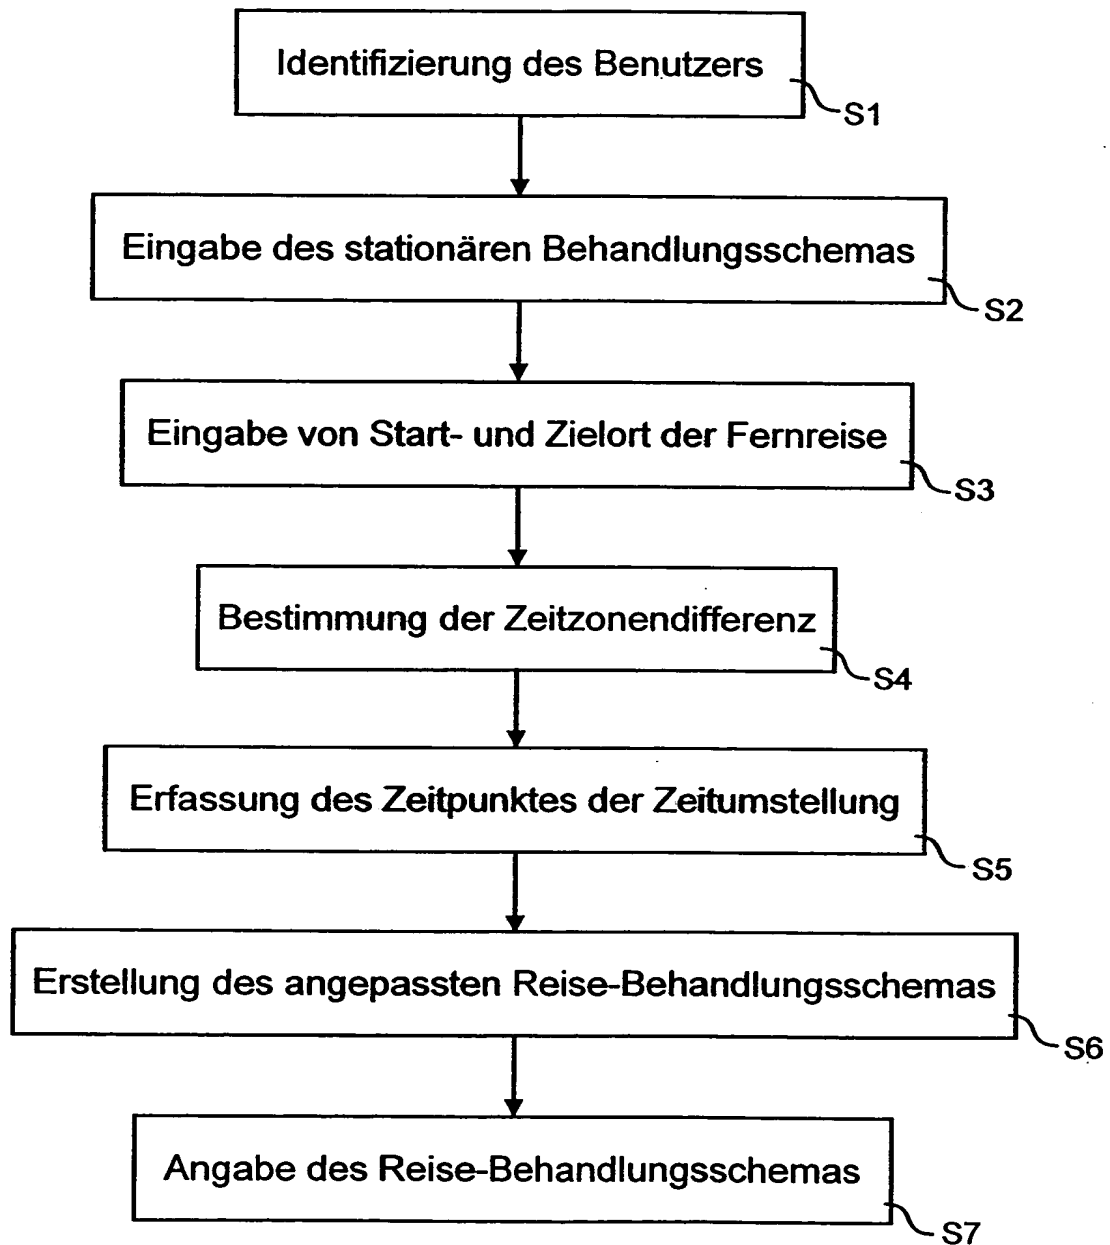 Identifizierung des Benutzers
S1
Eingabe des stationären Behandlungsschemas
S2
Eingabe von Start- und Zielort der Fernreise
S3
Bestimmung der Zeitzonendifferenz
S4
Erfassung des Zeitpunktes der Zeitumstellung
S5
Erstellung des angepassten Reise-Behandlungsschemas
S6
Angabe des Reise-Behandlungsschemas
S7